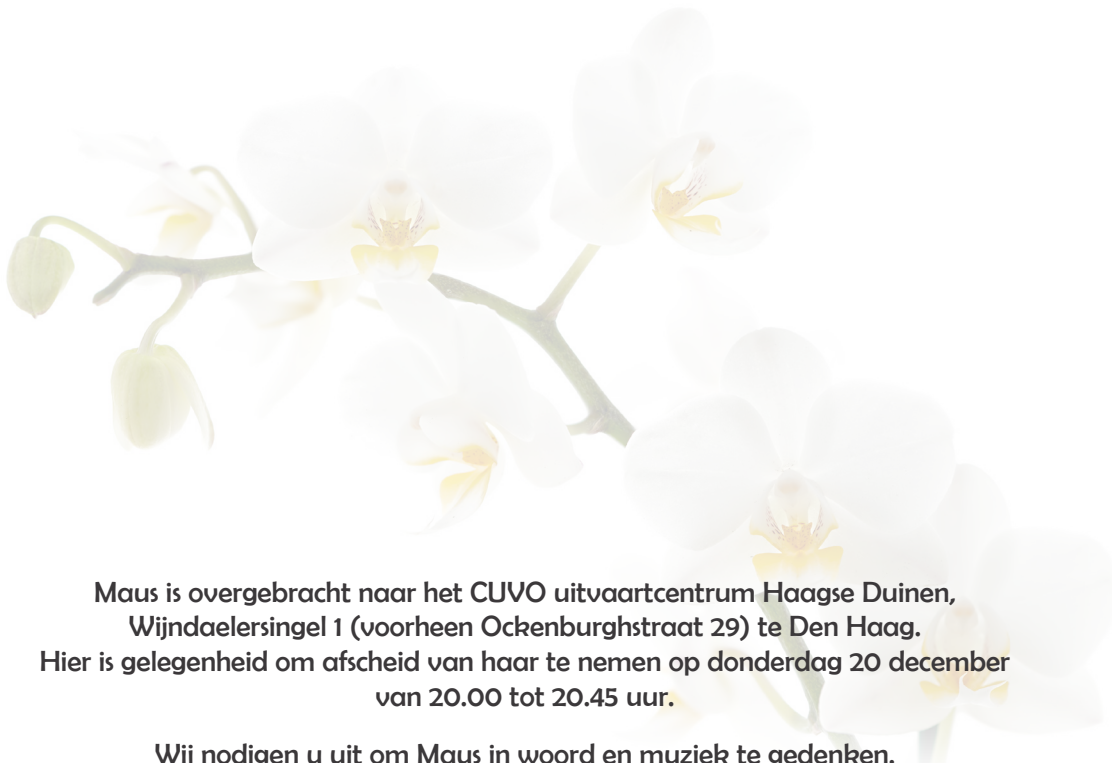 Maus is overgebracht naar het CUVO uitvaartcentrum Haagse Duinen,
Wijndaelersingel 1 (voorheen Ockenburghstraat 29) te Den Haag.
Hier is gelegenheid om afscheid van haar te nemen op donderdag 20 december
van 20.00 tot 20.45 uur.
Wij nodigen u uit om Maus in woord en muziek te gedenken.